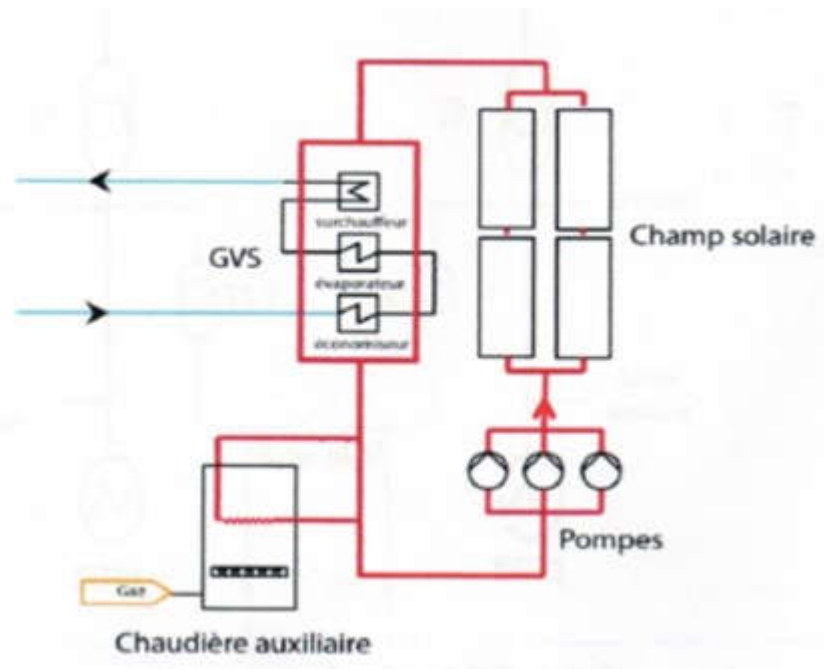 surchauffeur
GVS
Champ solaire
évaporateur
économiseur
Pompes
Gaz
Chaudière auxiliaire